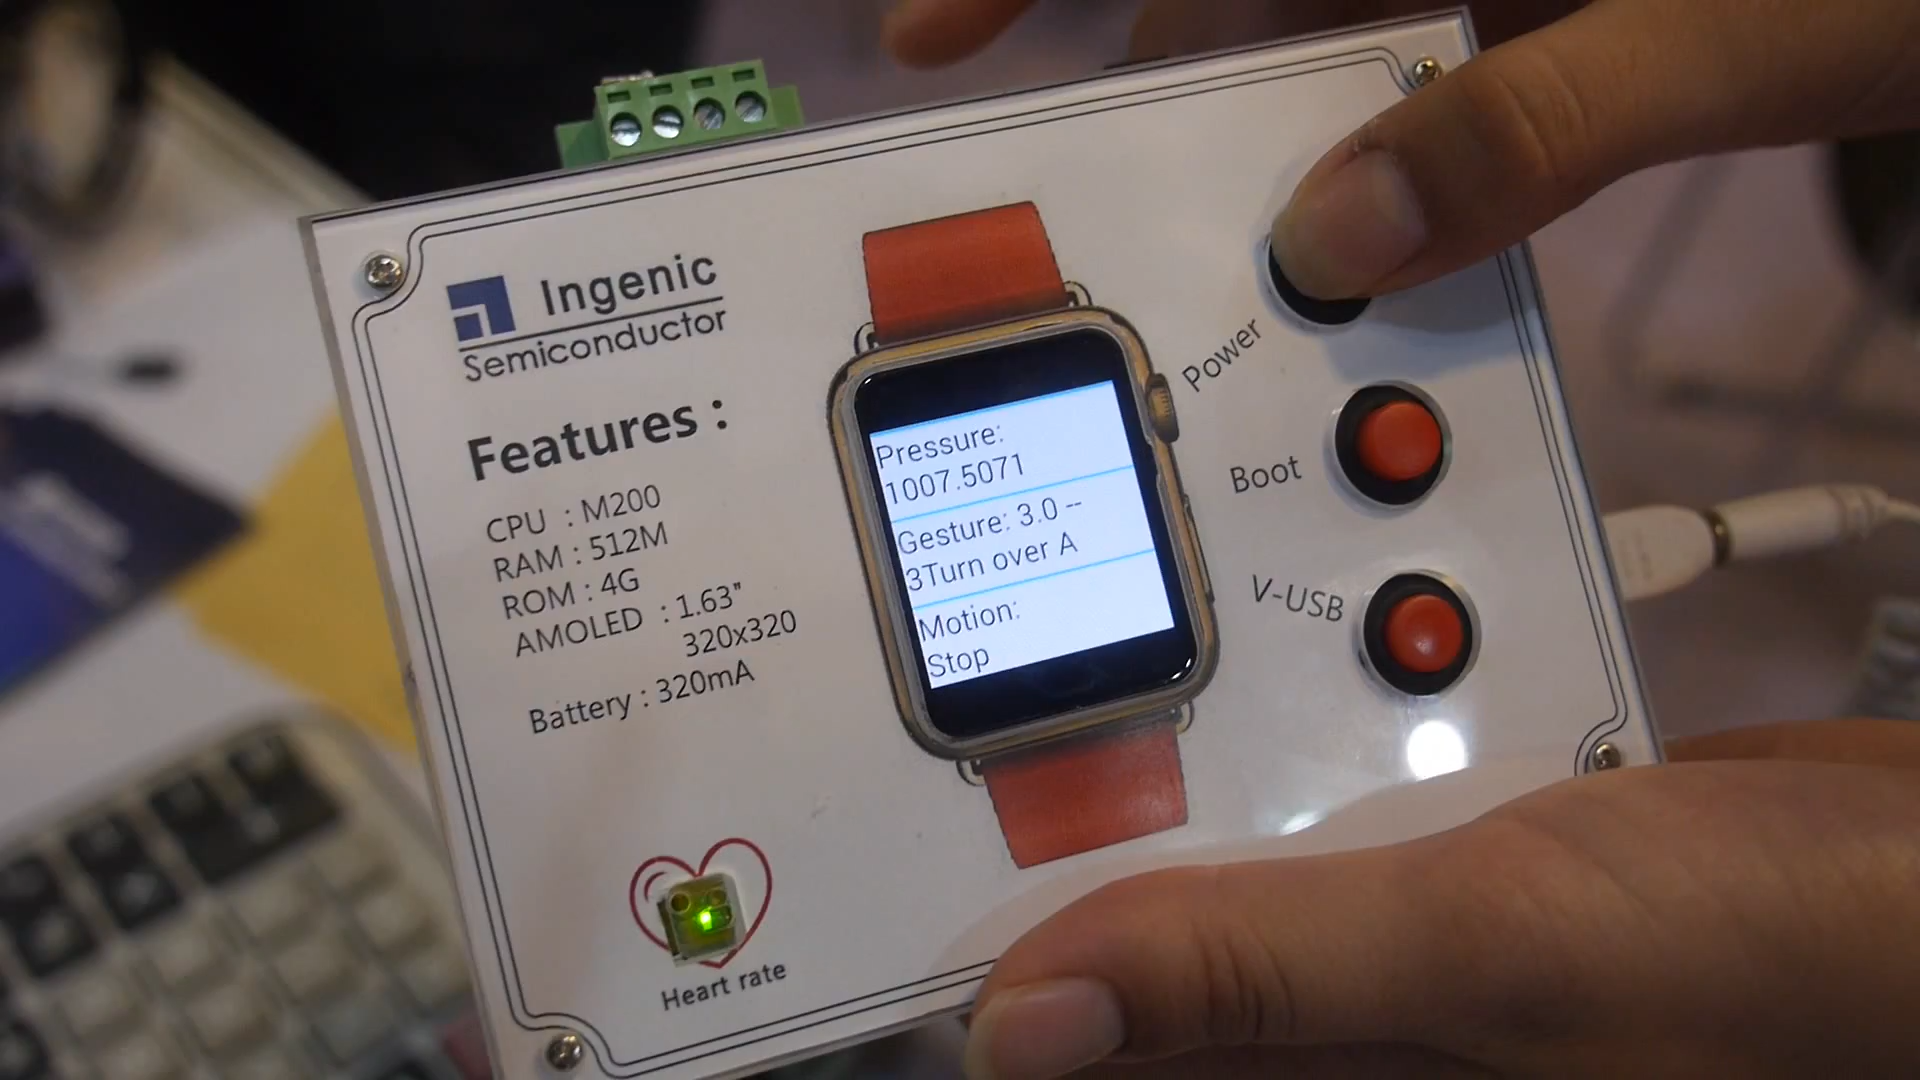 Ingenic
Semiconductor
Features :
CPU : M200
RAM : 512M
ROM : 4G
AMOLED : 1.63"
320x320
Battery : 320mA
Heart rate
Pressure:
1007.5071
Gesture: 3.0 --
3Turn over A
Motion:
Stop
Power
Boot
V-USB